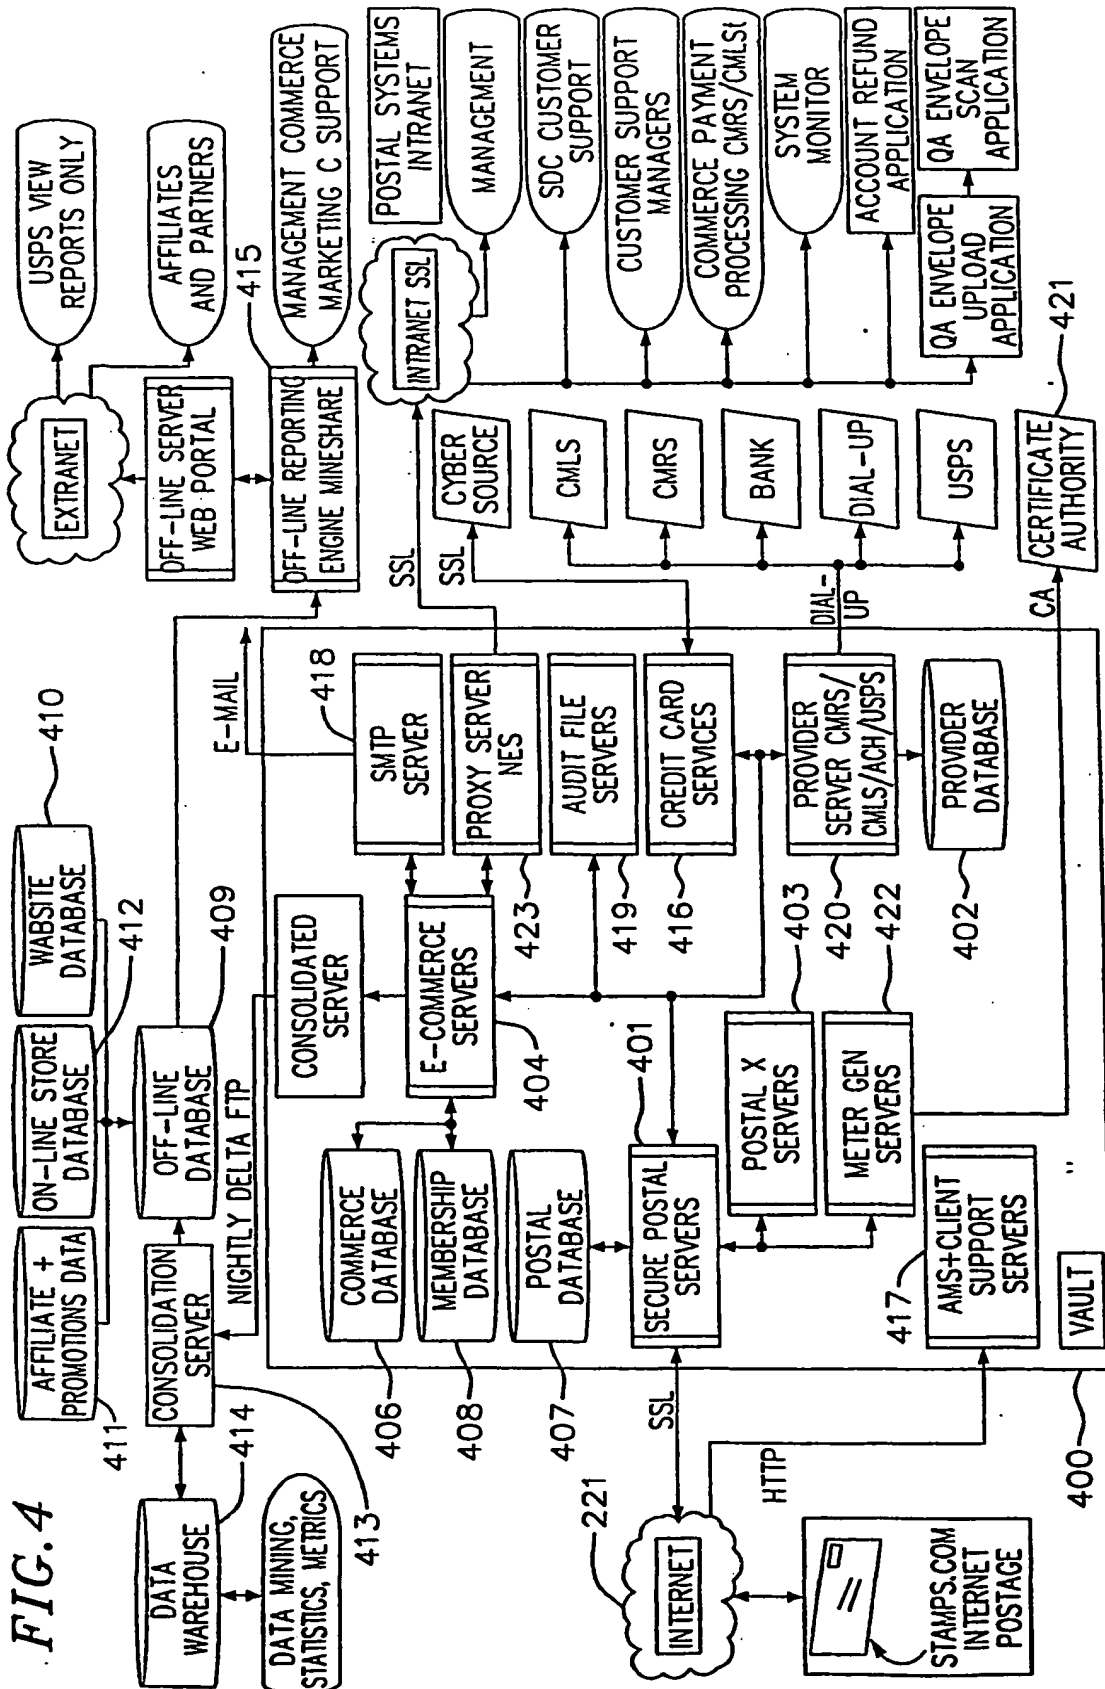 FIG.4
AFFILIATE +
PROMOTIONS DATA
411
ON-LINE STORE
DATABASE
412
WABSITE
DATABASE
410
DATA
WAREHOUSE
414
CONSOLIDATION
SERVER
413
OFF-LINE
DATABASE
409
DATA MINING,
STATISTICS, METRICS
NIGHTLY DELTA FTP
E-MAIL
OFF-LINE REPORTING
ENGINE MINESHARE
415
OFF-LINE SERVER
WEB PORTAL
EXTRANET
USPS VIEW
REPORTS ONLY
AFFILIATES
AND PARTNERS
MANAGEMENT COMMERCE
MARKETING C SUPPORT
COMMERCE
DATABASE
406
MEMBERSHIP
DATABASE
408
POSTAL
DATABASE
407
CONSOLIDATED
SERVER
E-COMMERCE
SERVERS
404
SMTP
SERVER
418
PROXY SERVER
NES
423
AUDIT FILE
SERVERS
419
CREDIT CARD
SERVICES
416
SSL
SSL
INTRANET SSL
POSTAL SYSTEMS
INTRANET
MANAGEMENT
SDC CUSTOMER
SUPPORT
CUSTOMER SUPPORT
MANAGERS
COMMERCE PAYMENT
PROCESSING CMRS/CMLSt
SYSTEM
MONITOR
ACCOUNT REFUND
APPLICATION
QA ENVELOPE
UPLOAD
APPLICATION
QA ENVELOPE
SCAN
APPLICATION
CYBER
SOURCE
CMLS
CMRS
BANK
DIAL-UP
USPS
DIAL-
UP
CERTIFICATE
AUTHORITY
421
CA
SECURE POSTAL
SERVERS
401
POSTAL X
SERVERS
403
METER GEN
SERVERS
422
PROVIDER
SERVER CMRS/
CMLS/ACH/USPS
420
PROVIDER
DATABASE
402
AMS+CLIENT
SUPPORT
SERVERS
417
VAULT
400
SSL
HTTP
INTERNET
221
STAMPS.COM
INTERNET
POSTAGE